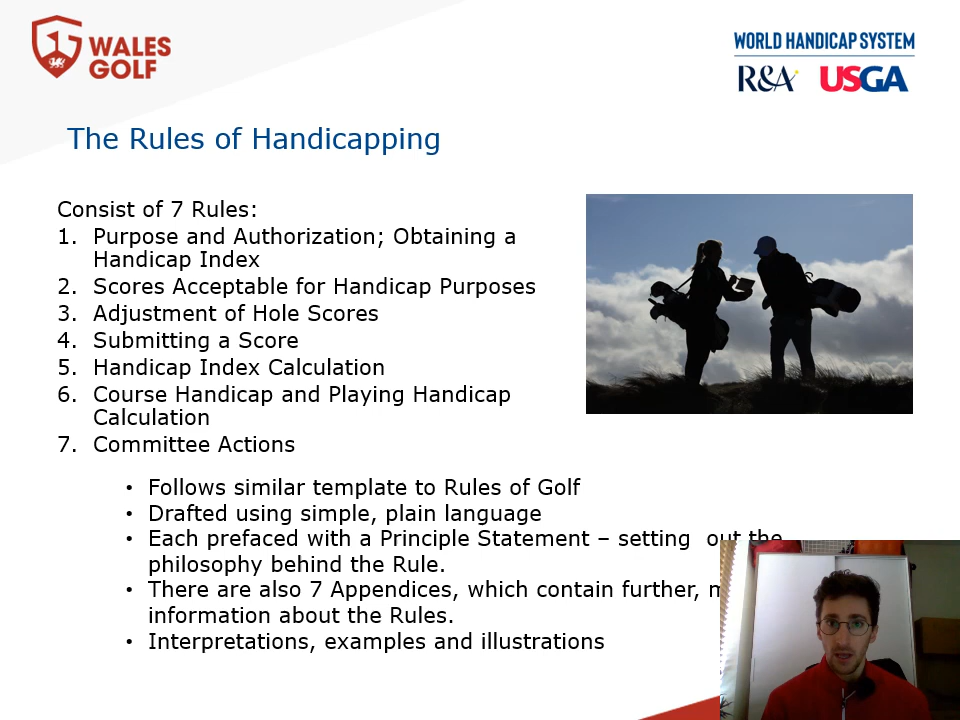 WALES
GOLF
WORLD HANDICAP SYSTEM
R&A USGA
The Rules of Handicapping
Consist of 7 Rules:
1. Purpose and Authorization; Obtaining a
Handicap Index
2. Scores Acceptable for Handicap Purposes
3. Adjustment of Hole Scores
4. Submitting a Score
5. Handicap Index Calculation
6. Course Handicap and Playing Handicap
Calculation
7. Committee Actions
• Follows similar template to Rules of Golf
• Drafted using simple, plain language
• Each prefaced with a Principle Statement – setting out the
philosophy behind the Rule.
• There are also 7 Appendices, which contain further,
information about the Rules.
• Interpretations, examples and illustrations